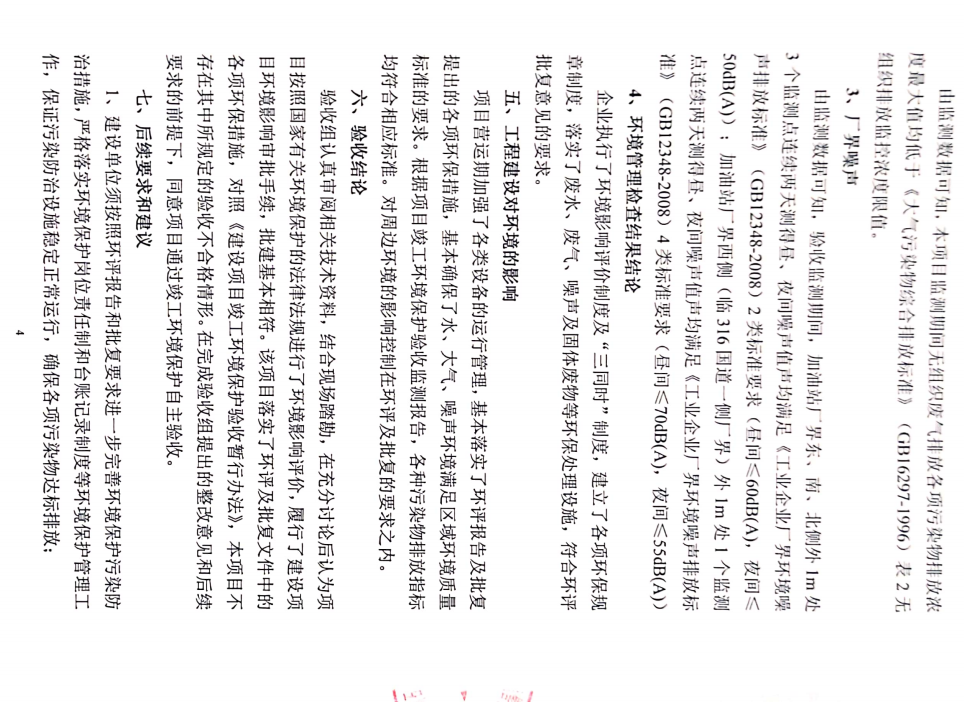 由监测数据可知，本项目监测期间无组织废气排放各项污染物排放浓
度最大值均低于《大气污染物综合排放标准》（GB16297-1996）表 2 无
组织排放监控浓度限值。
3、厂界噪声
由监测数据可知，验收监测期间，加油站厂界东、南、北侧外 1m 处
3 个监测点连续两天测得昼、夜间噪声值声均满足《工业企业厂界环境噪
声排放标准》（GB12348-2008）2 类标准要求（昼间≤60dB(A)，夜间≤
50dB(A)）；加油站厂界西侧（临 316 国道一侧厂界）外 1m 处 1 个监测
点连续两天测得昼、夜间噪声值声均满足《工业企业厂界环境噪声排放标
准》（GB12348-2008）4 类标准要求（昼间≤70dB(A)，夜间≤55dB(A)）
4、环境管理检查结果结论
企业执行了环境影响评价制度及“三同时”制度，建立了各项环保规
章制度，落实了废水、废气、噪声及固体废物等环保处理设施，符合环评
批复意见的要求。
五、工程建设对环境的影响
项目营运期加强了各类设备的运行管理，基本落实了环评报告及批复
提出的各项环保措施，基本确保了水、大气、噪声环境满足区域环境质量
标准的要求。根据项目竣工环境保护验收监测报告，各种污染物排放指标
均符合相应标准。对周边环境的影响控制在环评及批复的要求之内。
六、验收结论
验收组认真审阅相关技术资料，结合现场踏勘，在充分讨论后认为项
目按照国家有关环境保护的法律法规进行了环境影响评价，履行了建设项
目环境影响审批手续，批建基本相符。该项目落实了环评及批复文件中的
各项环保措施，对照《建设项目竣工环境保护验收暂行办法》，本项目不
存在其中所规定的验收不合格情形。在完成验收组提出的整改意见和后续
要求的前提下，同意项目通过竣工环境保护自主验收。
七、后续要求和建议
1、建设单位须按照环评报告和批复要求进一步完善环境保护污染防
治措施，严格落实环境保护岗位责任制和台账记录制度等环境保护管理工
作，保证污染防治设施稳定正常运行，确保各项污染物达标排放；
4